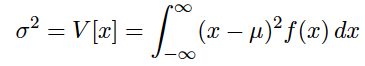 σ² = V[x] = ∫_{-∞}^{∞} (x − μ)² f(x) dx